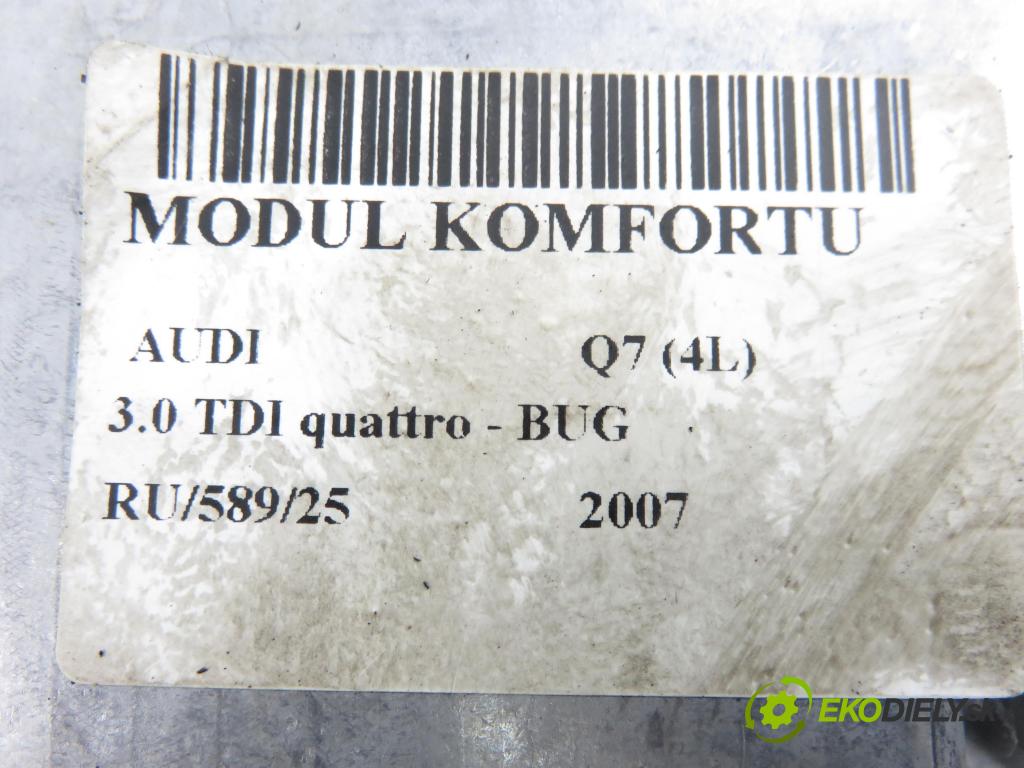 MODUL KOMFORTU
AUDI Q7 (4L)
3.0 TDI quattro - BUG
RU/589/25 2007
EKODIELY.SK